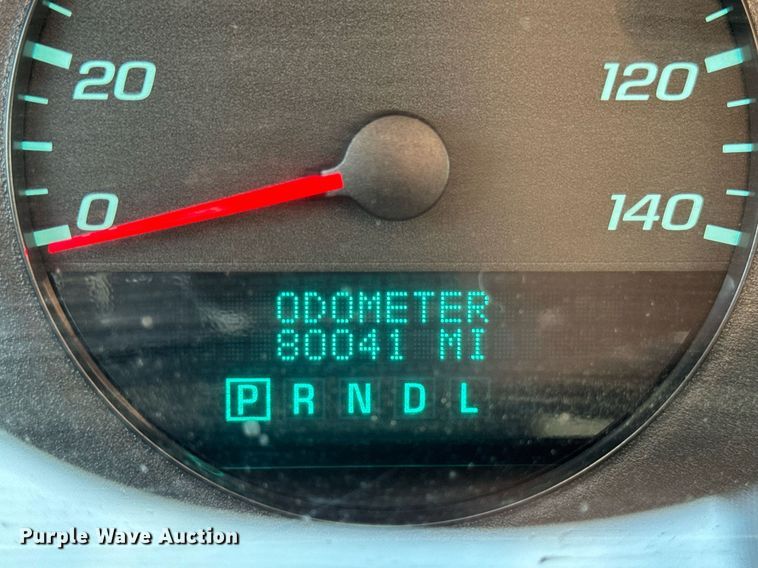 20 120
0 140
ODOMETER
80041 MI
P R N D L
Purple Wave Auction